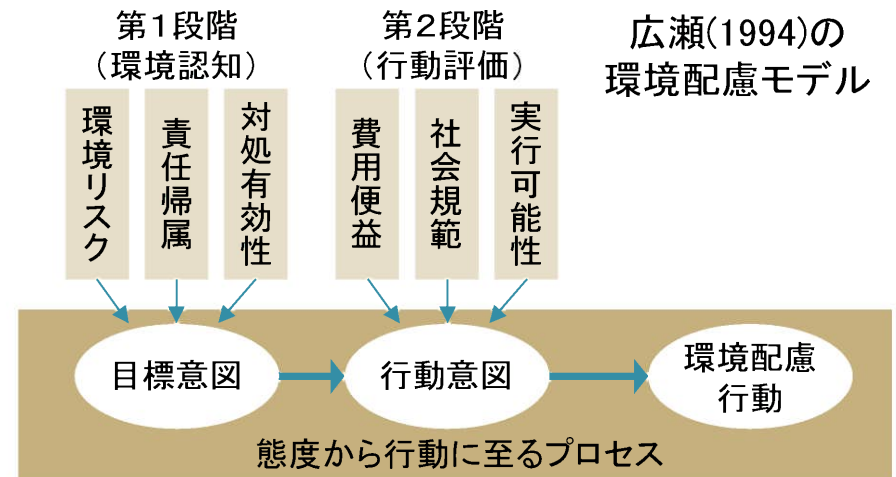 第1段階
(環境認知)
第2段階
(行動評価)
広瀬(1994)の
環境配慮モデル
環境リスク
責任帰属
対処有効性
費用便益
社会規範
実行可能性
目標意図
行動意図
環境配慮
行動
態度から行動に至るプロセス